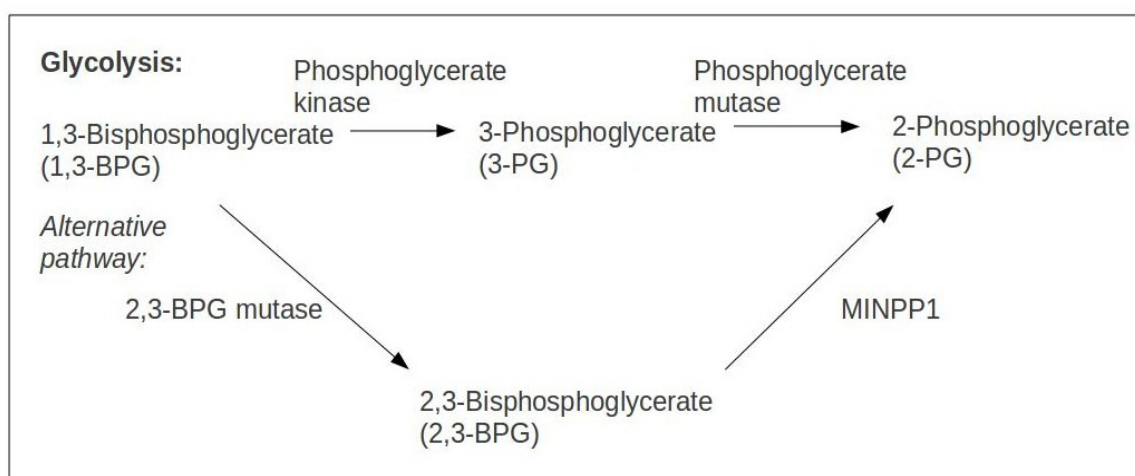 Glycolysis:
Phosphoglycerate
kinase
Phosphoglycerate
mutase
1,3-Bisphosphoglycerate
(1,3-BPG)
3-Phosphoglycerate
(3-PG)
2-Phosphoglycerate
(2-PG)
Alternative
pathway:
2,3-BPG mutase
MINPP1
2,3-Bisphosphoglycerate
(2,3-BPG)